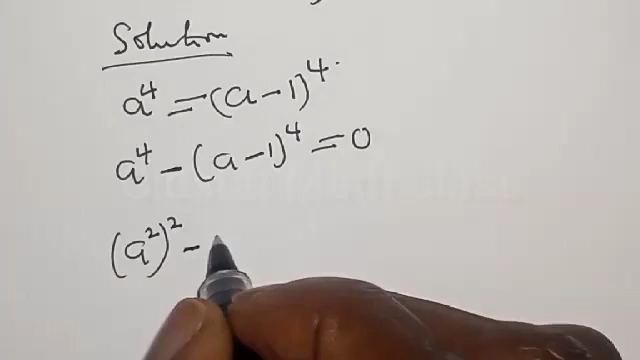 Solution
a⁴ = (a - 1)⁴
a⁴ - (a - 1)⁴ = 0
(a²)² -